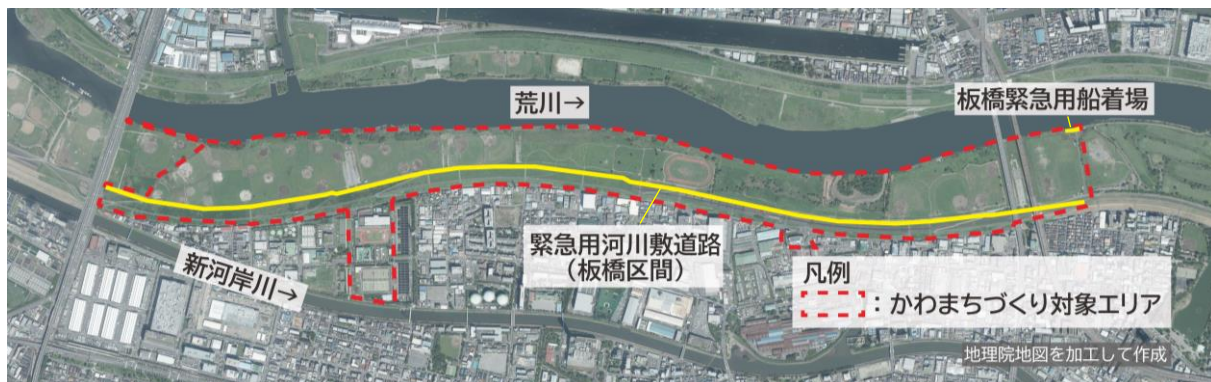 荒川→
板橋緊急用船着場
緊急用河川敷道路
（板橋区間）
新河岸川→
凡例
：かわまちづくり対象エリア
地理院地図を加工して作成